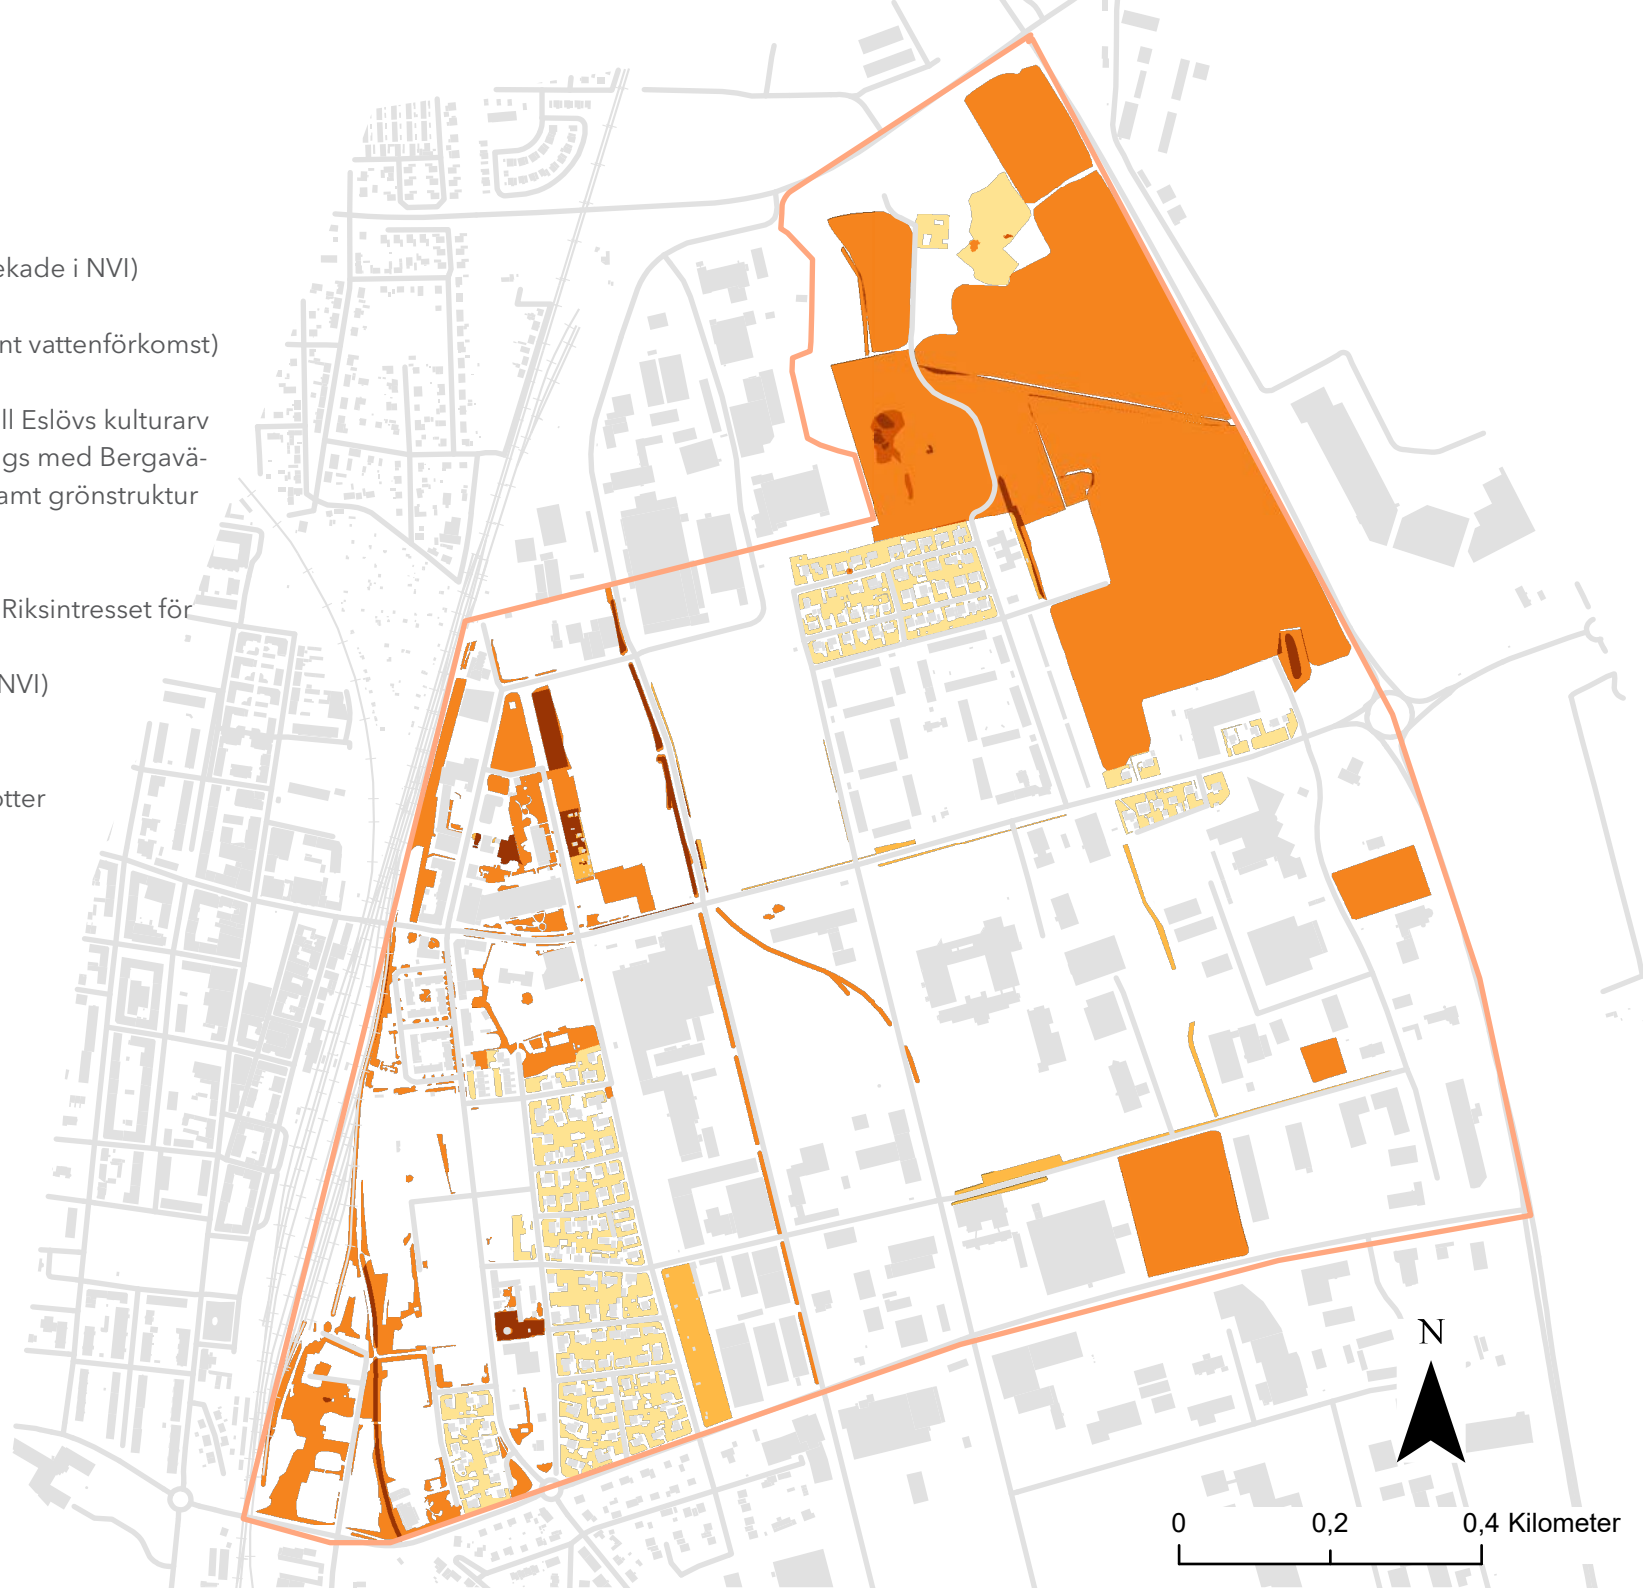 ekade i NVI)
nt vattenförkomst)
ll Eslövs kulturarv
gs med Bergavä-
amt grönstruktur
Riksintresset för
NVI)
otter
N
0 0,2 0,4 Kilometer